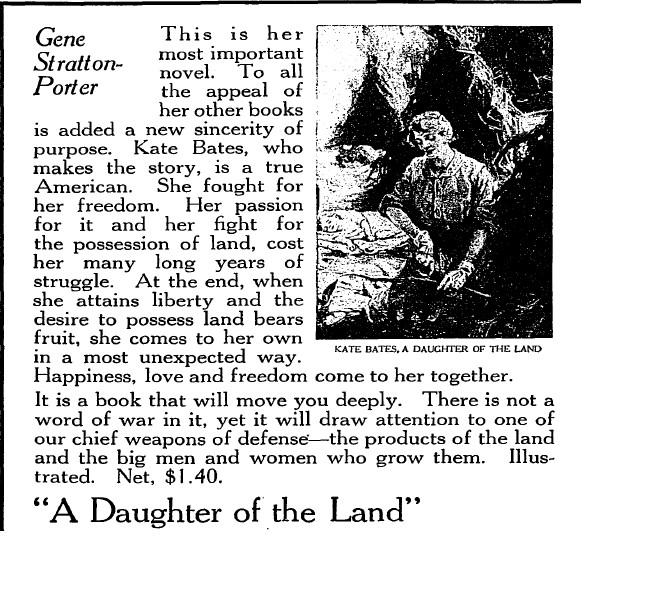 Gene
Stratton-
Porter
This is her
most important
novel. To all
the appeal of
her other books
is added a new sincerity of
purpose. Kate Bates, who
makes the story, is a true
American. She fought for
her freedom. Her passion
for it and her fight for
the possession of land, cost
her many long years of
struggle. At the end, when
she attains liberty and the
desire to possess land bears
fruit, she comes to her own
in a most unexpected way.
KATE BATES, A DAUGHTER OF THE LAND
Happiness, love and freedom come to her together.
It is a book that will move you deeply. There is not a
word of war in it, yet it will draw attention to one of
our chief weapons of defense—the products of the land
and the big men and women who grow them. Illus-
trated. Net, $1.40.
“A Daughter of the Land”